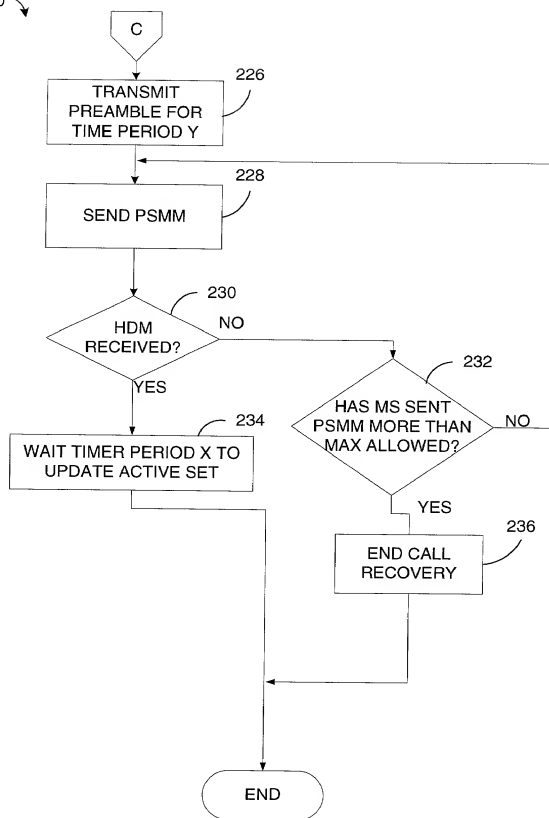 C
226
TRANSMIT
PREAMBLE FOR
TIME PERIOD Y
228
SEND PSMM
230
HDM
RECEIVED?
NO
YES
232
HAS MS SENT
PSMM MORE THAN
MAX ALLOWED?
NO
234
WAIT TIMER PERIOD X TO
UPDATE ACTIVE SET
YES
236
END CALL
RECOVERY
END